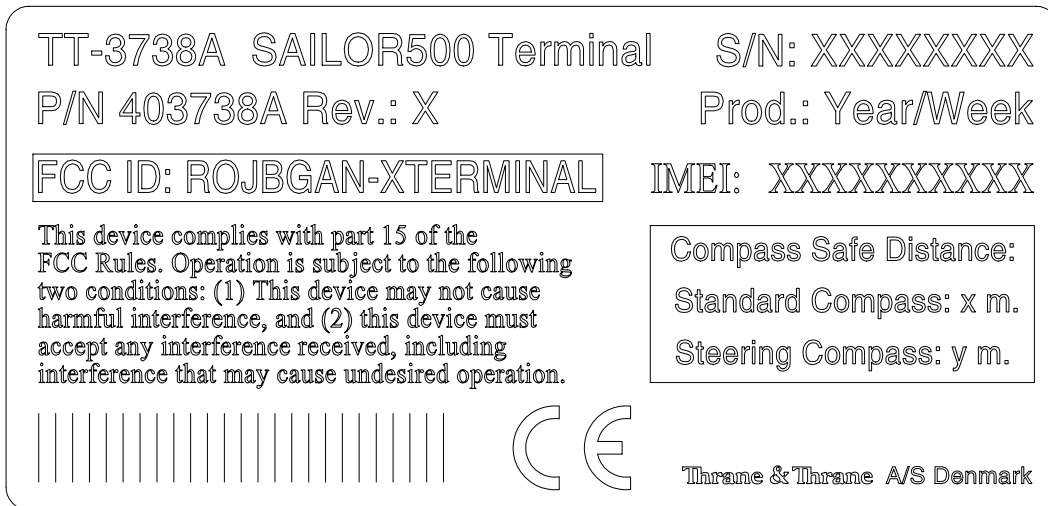 TT-3738A SAILOR500 Terminal
S/N: XXXXXXXX
P/N 403738A Rev.: X
Prod.: Year/Week
FCC ID: ROJBGAN-XTERMINAL
IMEI: XXXXXXXXXX
This device complies with part 15 of the
FCC Rules. Operation is subject to the following
two conditions: (1) This device may not cause
harmful interference, and (2) this device must
accept any interference received, including
interference that may cause undesired operation.
Compass Safe Distance:
Standard Compass: x m.
Steering Compass: y m.
CE
Thrane & Thrane A/S Denmark